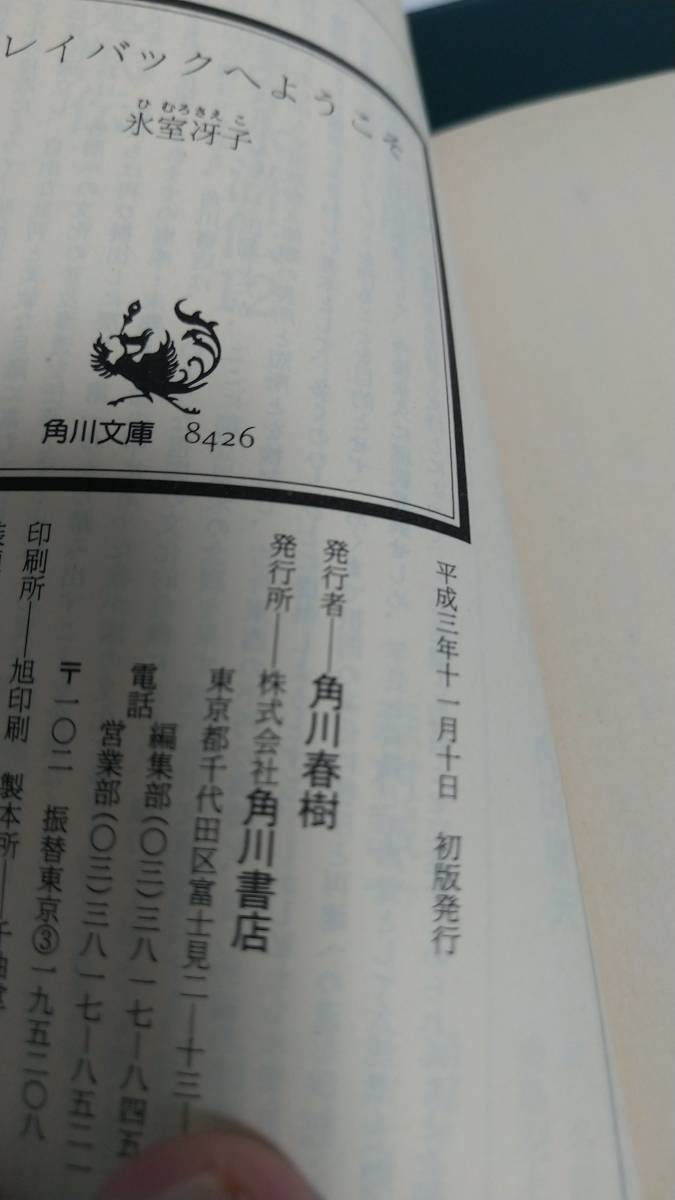 レイバックへようこそ
ひむろさえこ
氷室冴子
角川文庫 8426
平成三年十一月十日 初版発行
発行者――角川春樹
発行所――株式会社角川書店
東京都千代田区富士見二―十三―
電話 編集部(〇三)三八一七―八四五
営業部(〇三)三八一七―八五二一
〒一〇二 振替東京③一九五二〇八
印刷所――旭印刷 製本所――